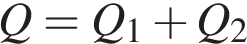 Q = Q₁ + Q₂